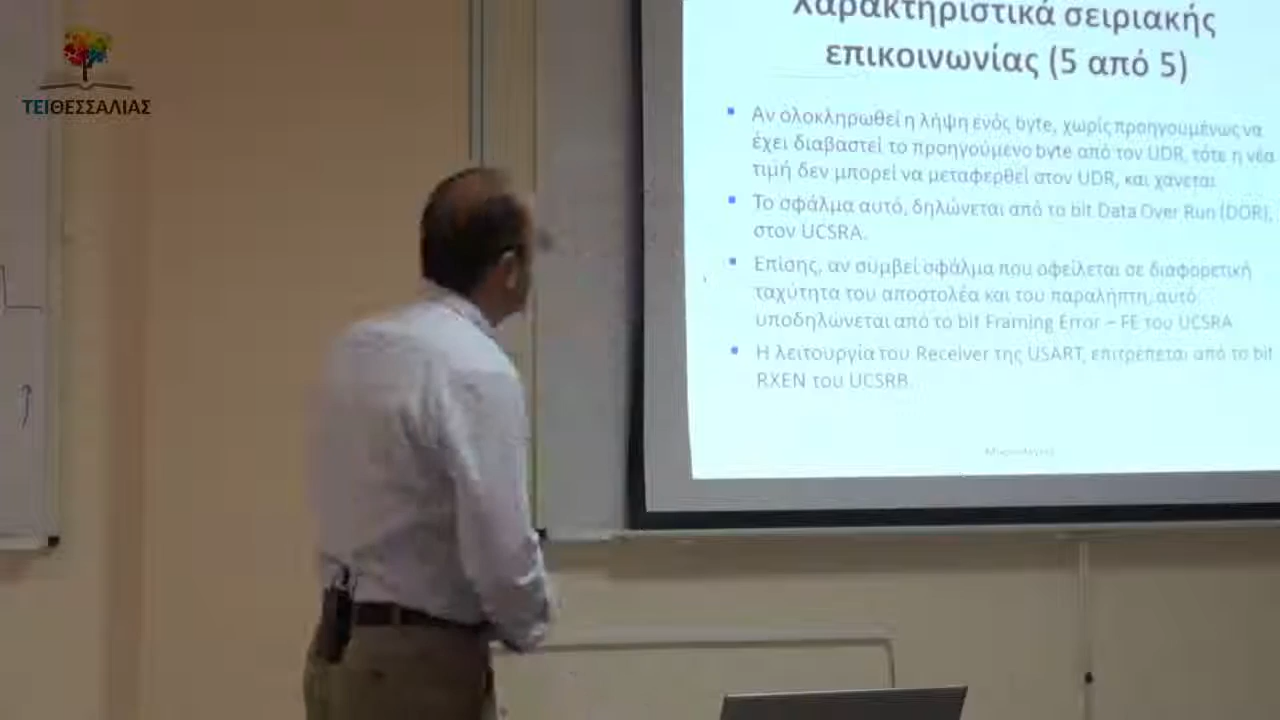 ΤΕΙΘΕΣΣΑΛΙΑΣ
Χαρακτηριστικά σειριακής
επικοινωνίας (5 από 5)
Αν ολοκληρωθεί η λήψη ενός byte, χωρίς προηγουμένως να
έχει διαβαστεί το προηγούμενο byte από τον UDR, τότε η νέα
τιμή δεν μπορεί να μεταφερθεί στον UDR, και χάνεται
Το σφάλμα αυτό, δηλώνεται από το bit Data Over Run (DOR),
στον UCSRA.
Επίσης, αν συμβεί σφάλμα που οφείλεται σε διαφορετική
ταχύτητα του αποστολέα και του παραλήπτη, αυτό
υποδηλώνεται από το bit Framing Error – FE του UCSRA
Η λειτουργία του Receiver της USART, επιτρέπεται από το bit
RXEN του UCSRB.